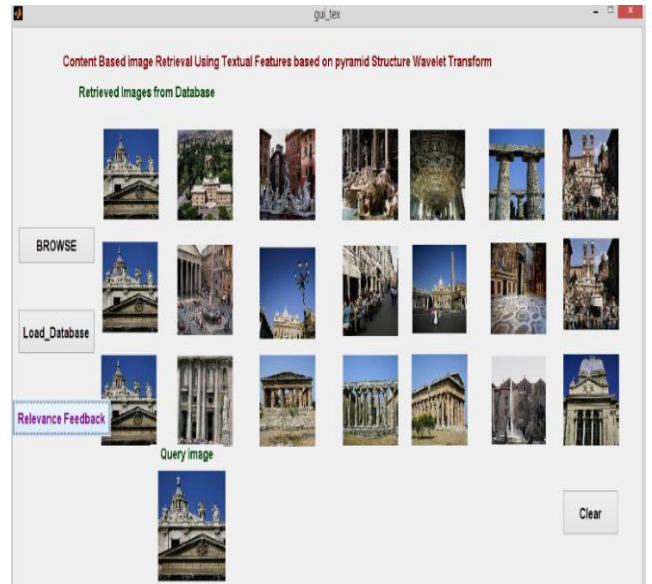 gui_tex
Content Based image Retrieval Using Textual Features based on pyramid Structure Wavelet Transform
Retrieved Images from Database
BROWSE
Load_Database
Relevance Feedback
Query image
Clear